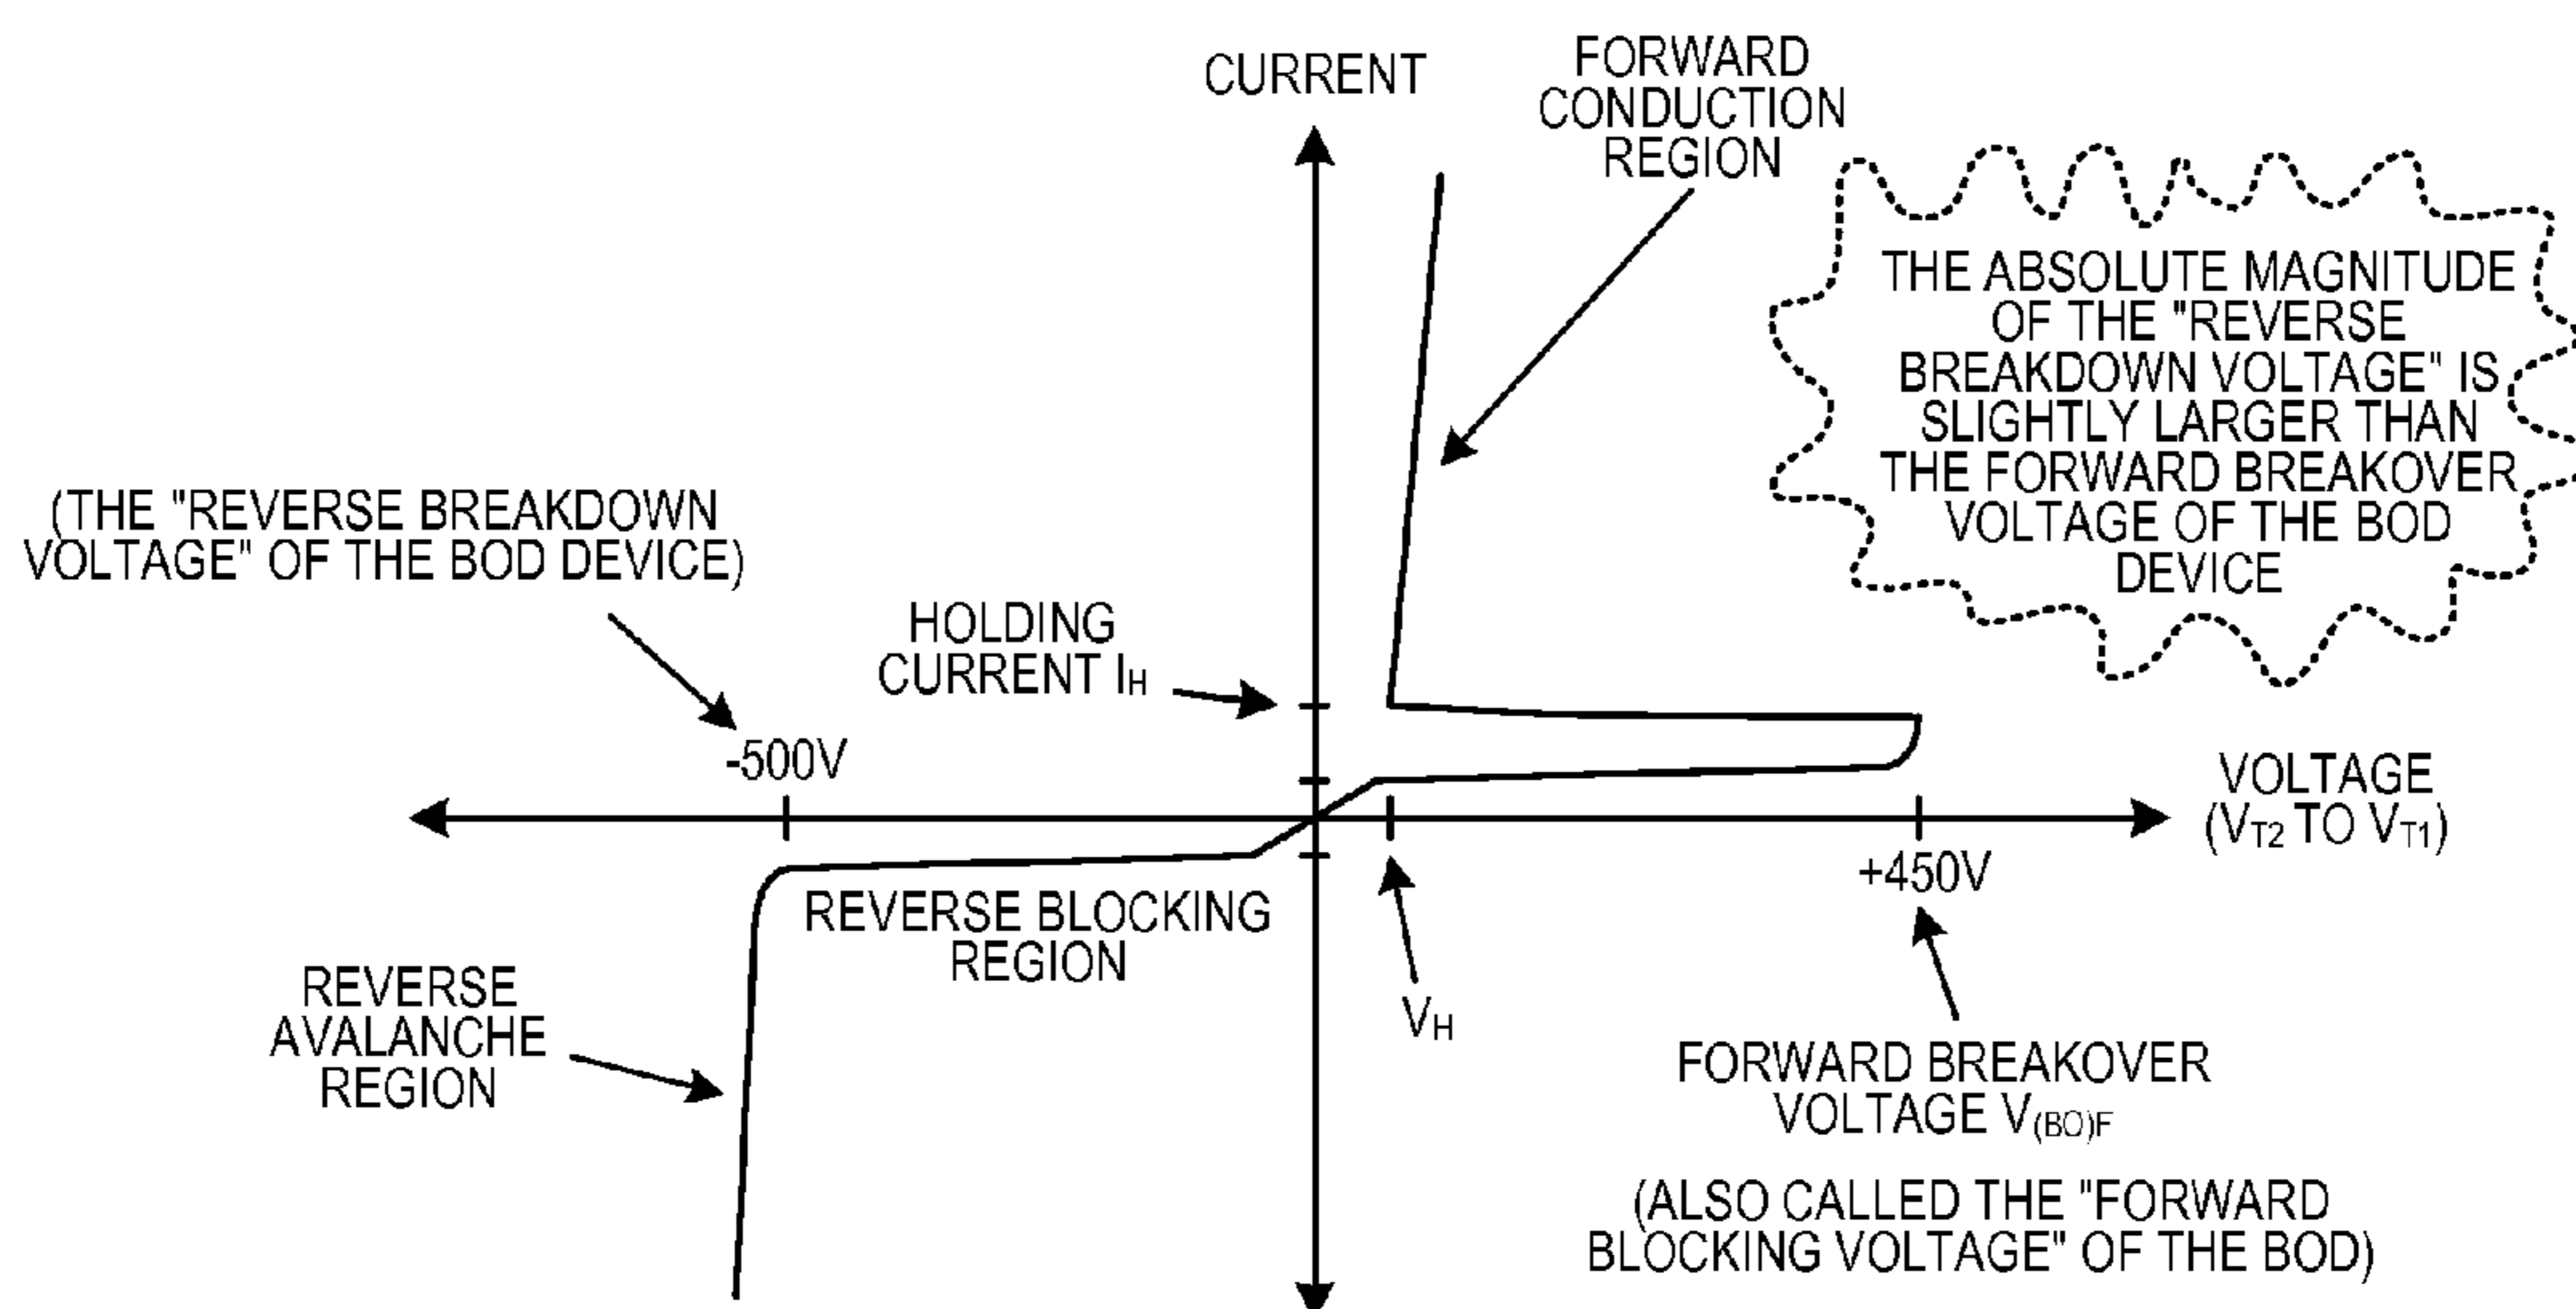 CURRENT
FORWARD
CONDUCTION
REGION
THE ABSOLUTE MAGNITUDE
OF THE "REVERSE
BREAKDOWN VOLTAGE" IS
SLIGHTLY LARGER THAN
THE FORWARD BREAKOVER
VOLTAGE OF THE BOD
DEVICE
(THE "REVERSE BREAKDOWN
VOLTAGE" OF THE BOD DEVICE)
HOLDING
CURRENT IH
-500V
VOLTAGE
(VT2 TO VT1)
+450V
REVERSE BLOCKING
REGION
REVERSE
AVALANCHE
REGION
VH
FORWARD BREAKOVER
VOLTAGE V(BO)F
(ALSO CALLED THE "FORWARD
BLOCKING VOLTAGE" OF THE BOD)